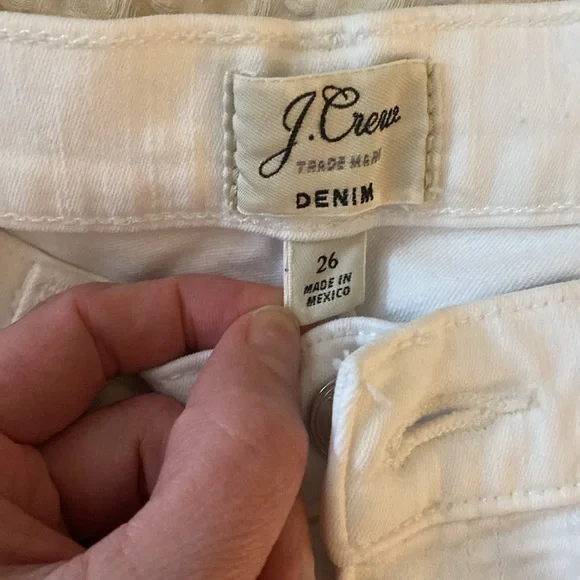 J.Crew
TRADE MARK
DENIM
26
MADE IN
MEXICO